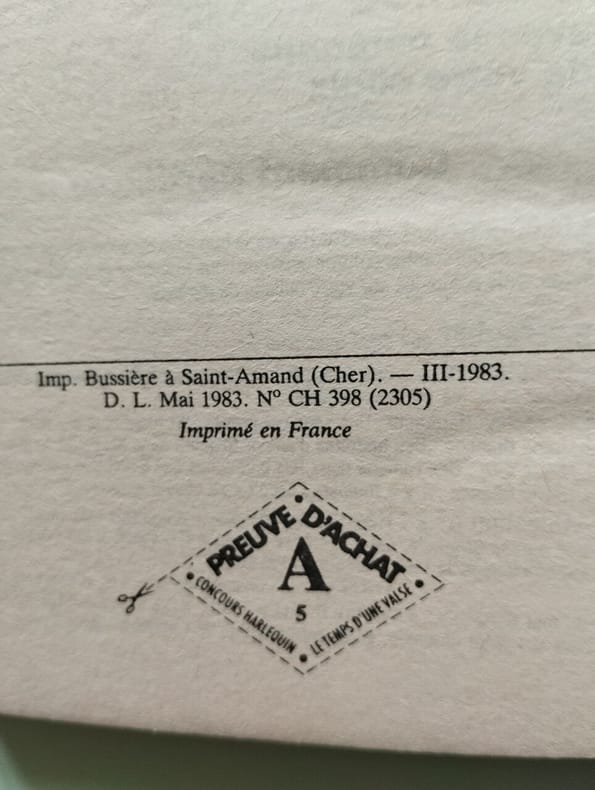 Imp. Bussière à Saint-Amand (Cher). — III-1983.
D. L. Mai 1983. Nº CH 398 (2305)
Imprimé en France
PREUVE D'ACHAT
A
5
CONCOURS HARLEQUIN
LE TEMPS D'UNE VALSE